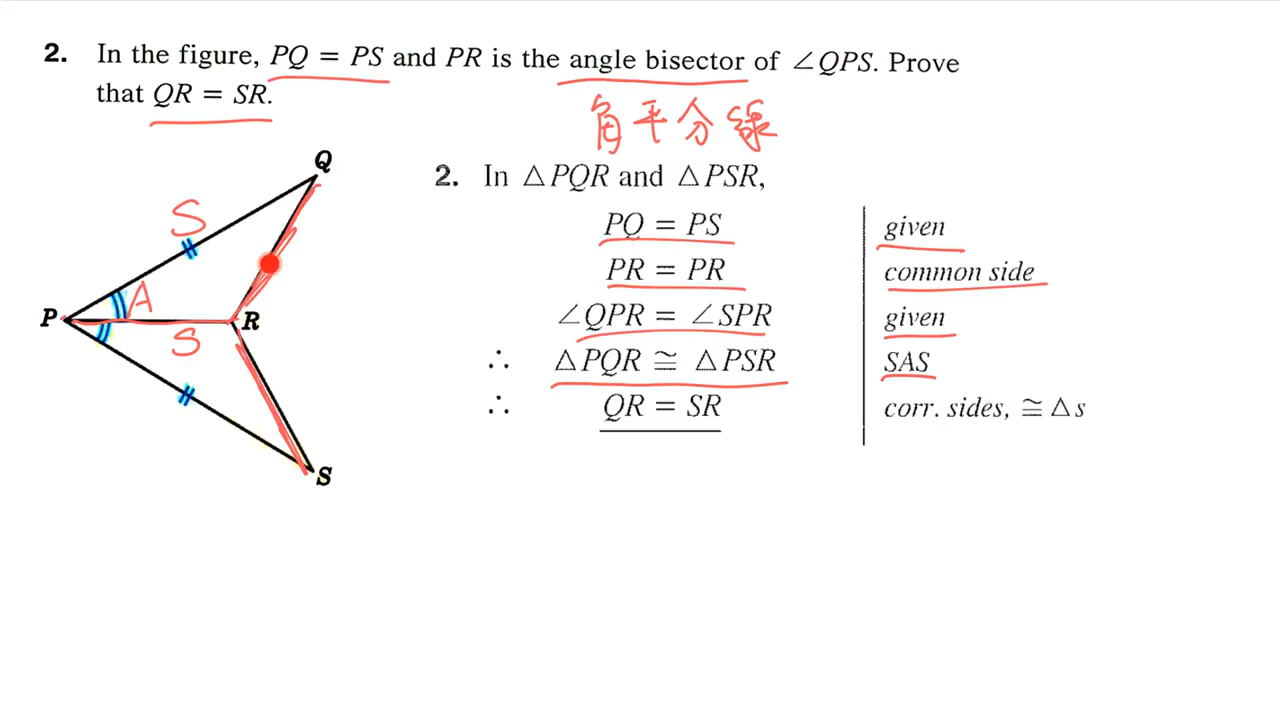 2. In the figure, PQ = PS and PR is the angle bisector of ∠QPS. Prove
that QR = SR.
角平分線
Q
S
A
P
R
S
S
2. In △PQR and △PSR,
PQ = PS given
PR = PR common side
∠QPR = ∠SPR given
∴ △PQR ≅ △PSR SAS
∴ QR = SR corr. sides, ≅ △s